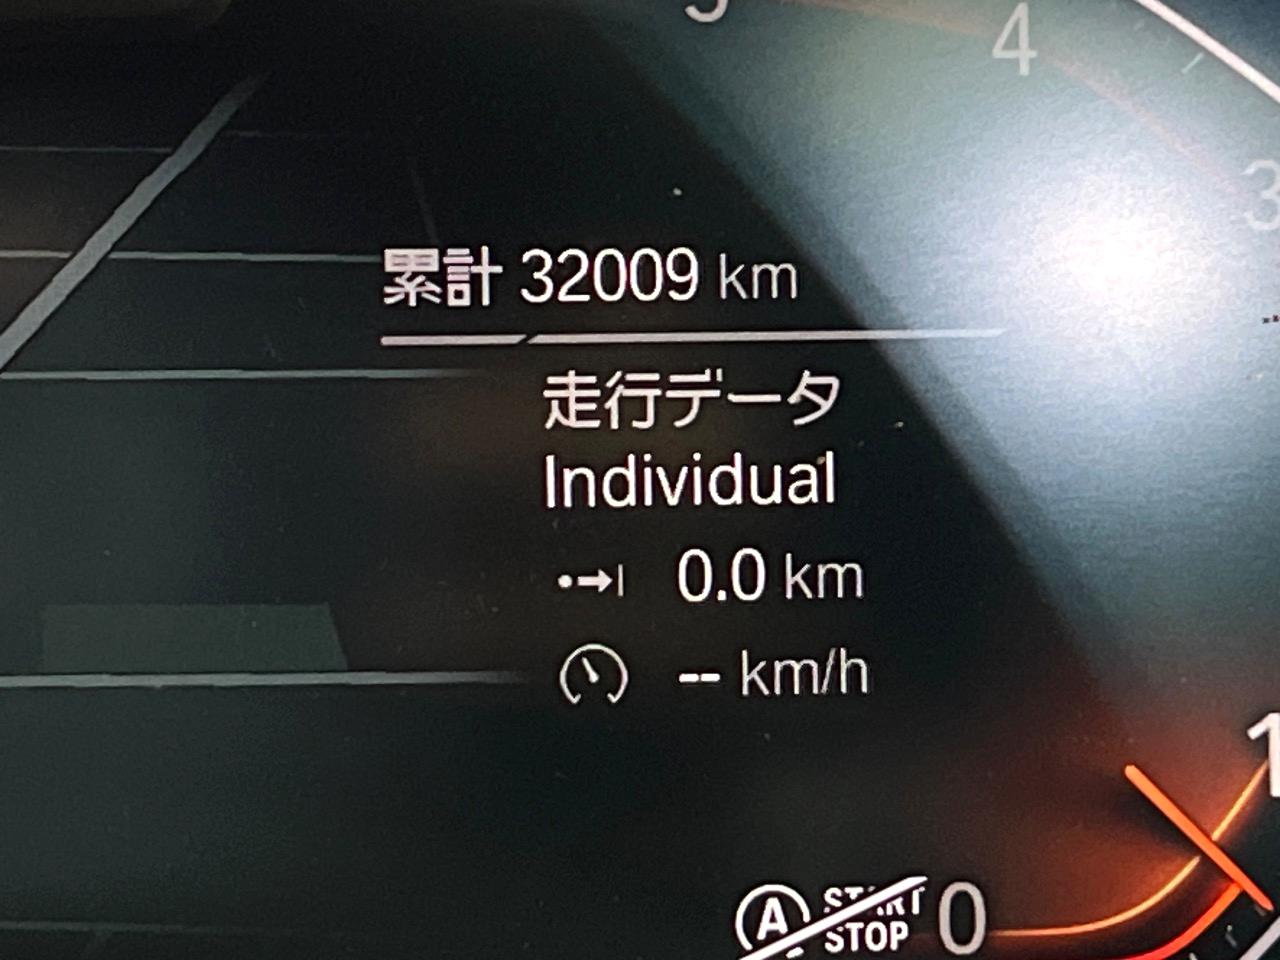 4
3
累計 32009 km
走行データ
Individual
0.0 km
-- km/h
1
A START STOP 0